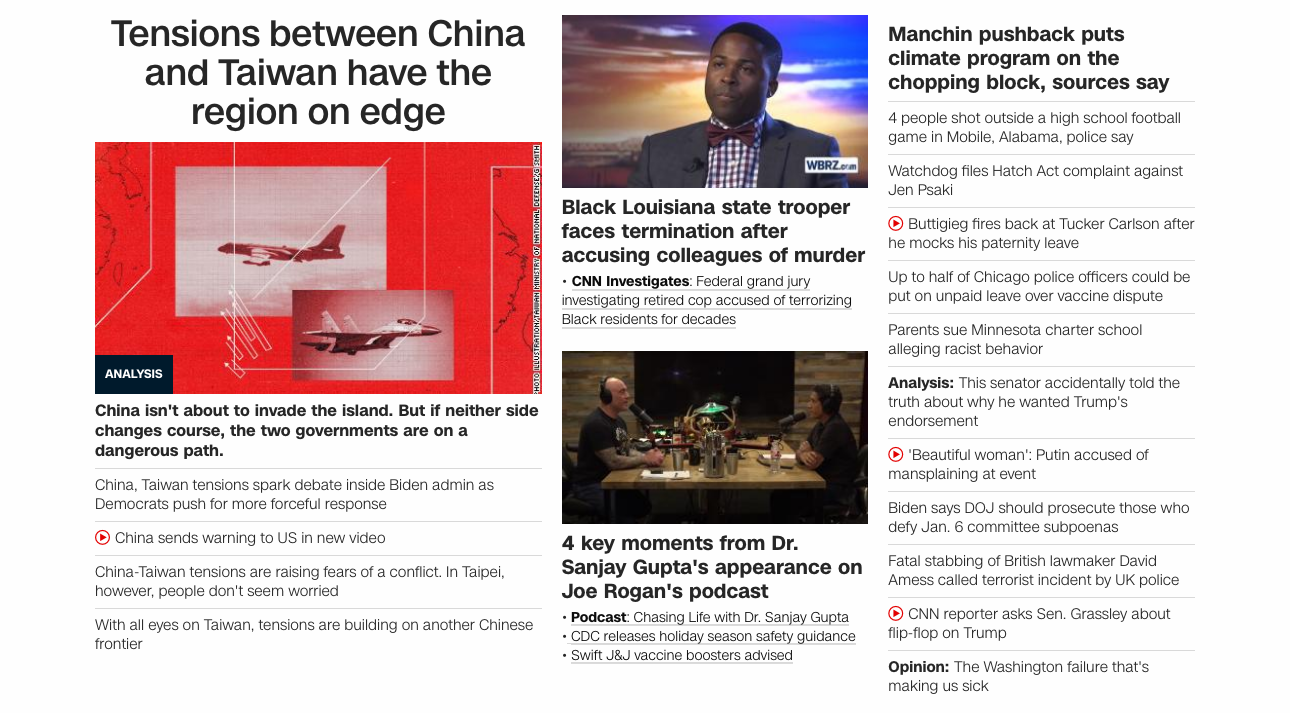 Tensions between China
and Taiwan have the
region on edge
PHOTO ILLUSTRATION/TAIWAN MINISTRY OF NATIONAL DEFENSE/G SMITH
ANALYSIS
China isn't about to invade the island. But if neither side
changes course, the two governments are on a
dangerous path.
China, Taiwan tensions spark debate inside Biden admin as
Democrats push for more forceful response
China sends warning to US in new video
China-Taiwan tensions are raising fears of a conflict. In Taipei,
however, people don't seem worried
With all eyes on Taiwan, tensions are building on another Chinese
frontier
WBRZ.com
Black Louisiana state trooper
faces termination after
accusing colleagues of murder
• CNN Investigates: Federal grand jury
investigating retired cop accused of terrorizing
Black residents for decades
4 key moments from Dr.
Sanjay Gupta's appearance on
Joe Rogan's podcast
• Podcast: Chasing Life with Dr. Sanjay Gupta
• CDC releases holiday season safety guidance
• Swift J&J vaccine boosters advised
Manchin pushback puts
climate program on the
chopping block, sources say
4 people shot outside a high school football
game in Mobile, Alabama, police say
Watchdog files Hatch Act complaint against
Jen Psaki
Buttigieg fires back at Tucker Carlson after
he mocks his paternity leave
Up to half of Chicago police officers could be
put on unpaid leave over vaccine dispute
Parents sue Minnesota charter school
alleging racist behavior
Analysis: This senator accidentally told the
truth about why he wanted Trump's
endorsement
'Beautiful woman': Putin accused of
mansplaining at event
Biden says DOJ should prosecute those who
defy Jan. 6 committee subpoenas
Fatal stabbing of British lawmaker David
Amess called terrorist incident by UK police
CNN reporter asks Sen. Grassley about
flip-flop on Trump
Opinion: The Washington failure that's
making us sick